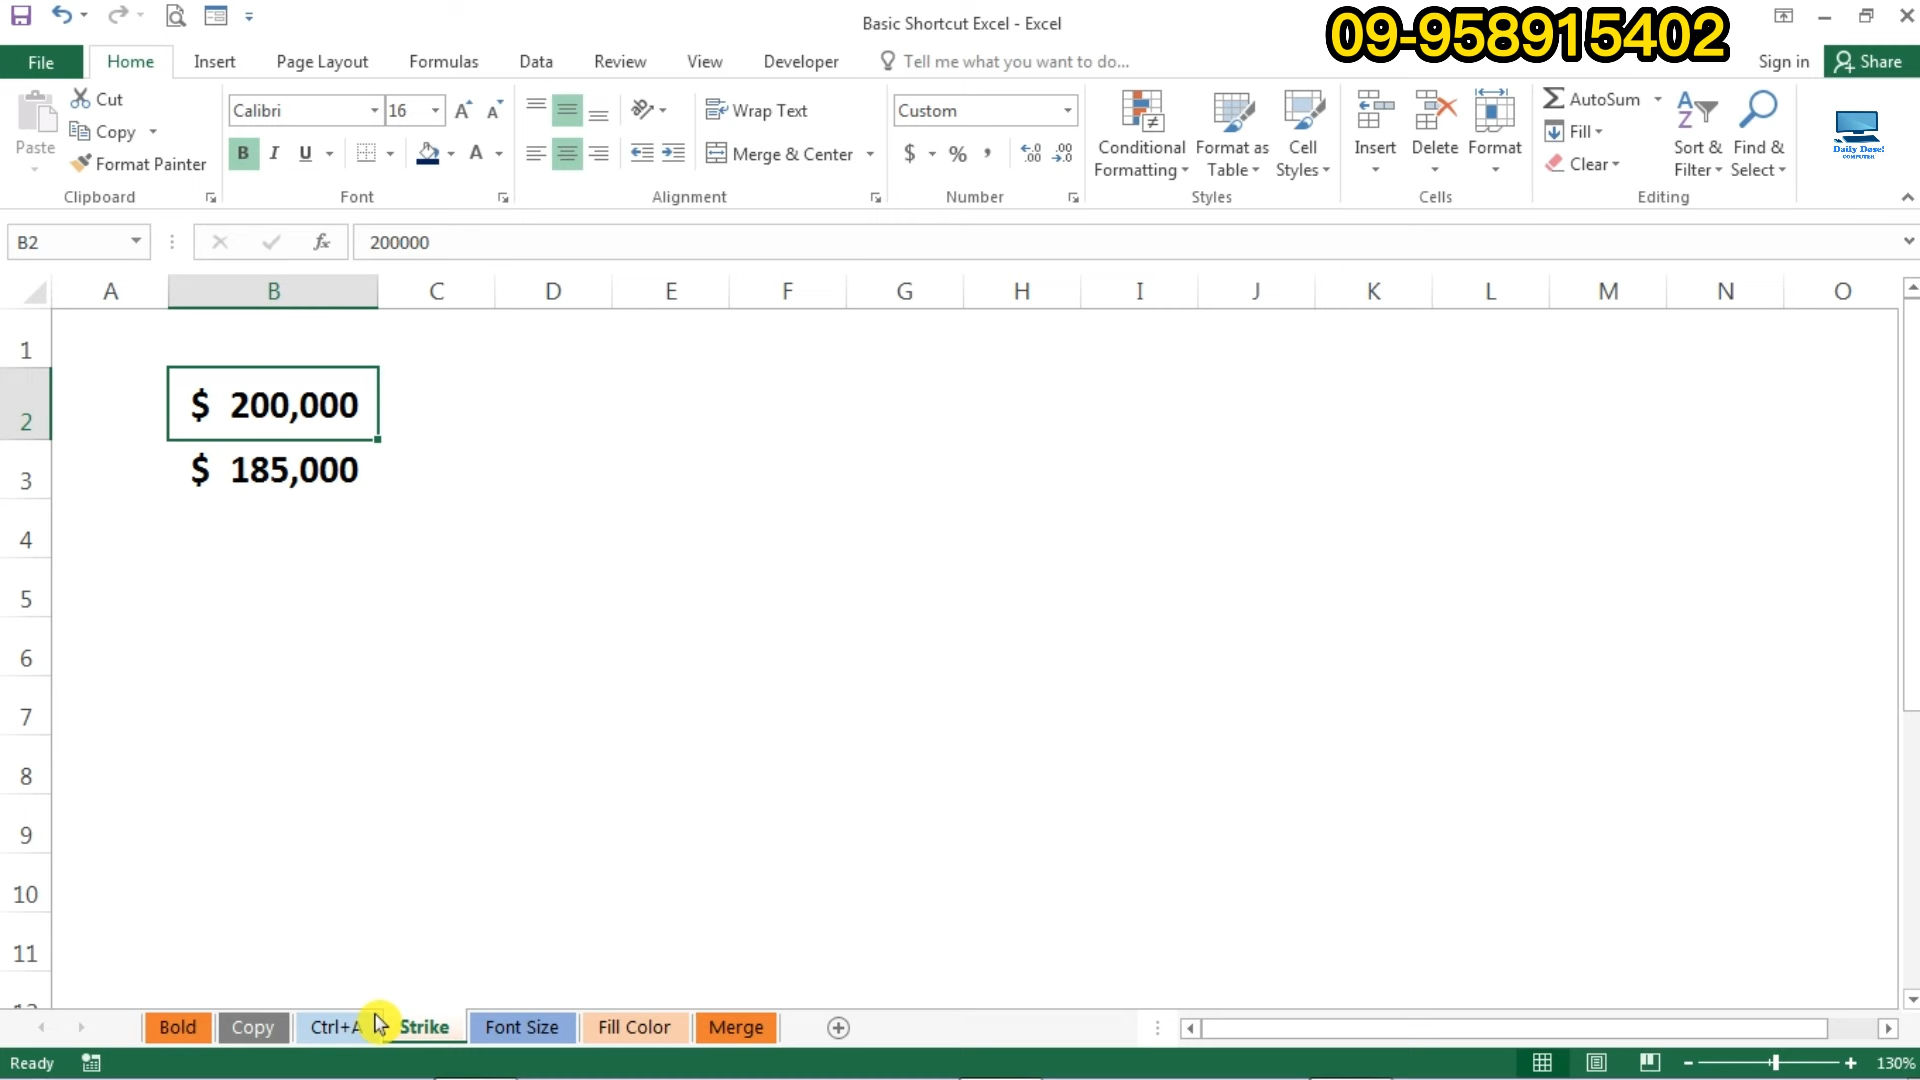 Basic Shortcut Excel - Excel
09-958915402
File Home Insert Page Layout Formulas Data Review View Developer Tell me what you want to do... Sign in Share
Paste
Cut
Copy
Format Painter
Clipboard
Calibri 16
B I U
A
Font
Wrap Text
Merge & Center
Alignment
Custom
$ % ,
Number
Conditional Formatting
Format as Table
Cell Styles
Styles
Insert Delete Format
Cells
AutoSum
Fill
Clear
Sort & Filter
Find & Select
Editing
Daily Dose!
COMPUTER
B2 fx 200000
A B C D E F G H I J K L M N O
1
2 $ 200,000
3 $ 185,000
4
5
6
7
8
9
10
11
Bold Copy Ctrl+A Strike Font Size Fill Color Merge
Ready 130%